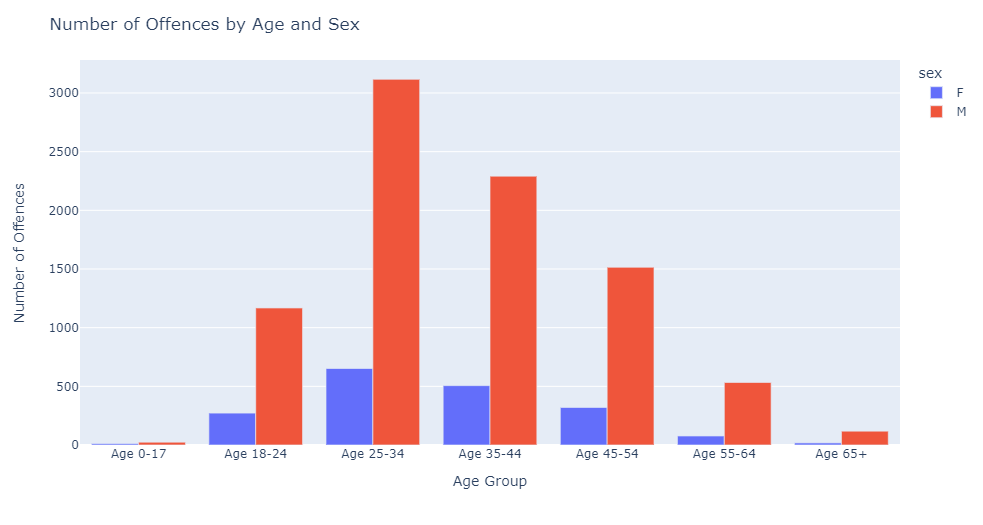 Number of Offences by Age and Sex
sex
F
M
3000
2500
2000
1500
1000
500
0
Number of Offences
Age 0-17 Age 18-24 Age 25-34 Age 35-44 Age 45-54 Age 55-64 Age 65+
Age Group